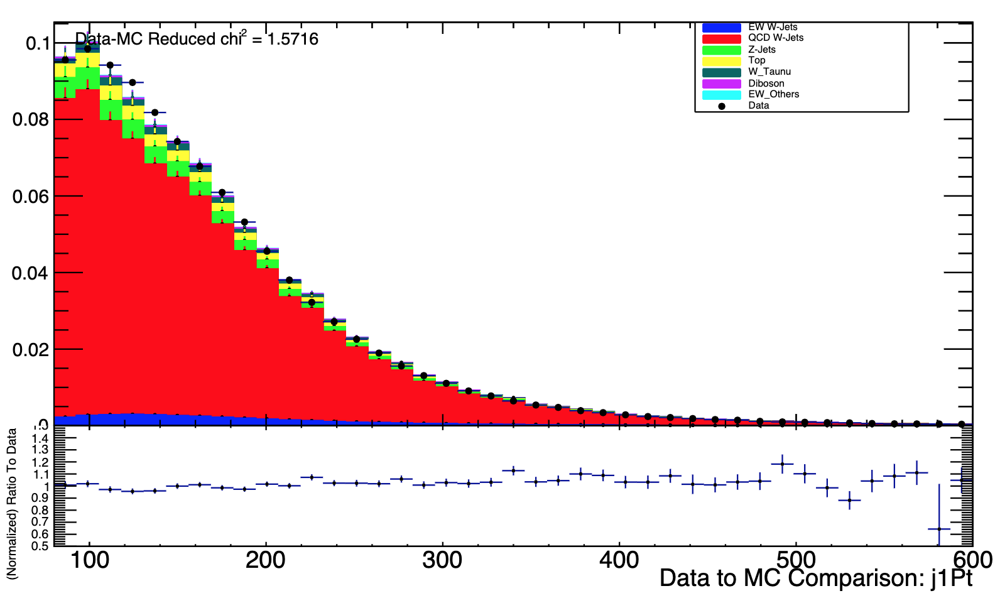 Data-MC Reduced chi2 = 1.5716
EW W-Jets
QCD W-Jets
Z-Jets
Top
W_Taunu
Diboson
EW_Others
Data
0.1
0.08
0.06
0.04
0.02
0
(Normalized) Ratio To Data
1.5
1.4
1.3
1.2
1.1
1
0.9
0.8
0.7
0.6
0.5
100
200
300
400
500
600
Data to MC Comparison: j1Pt